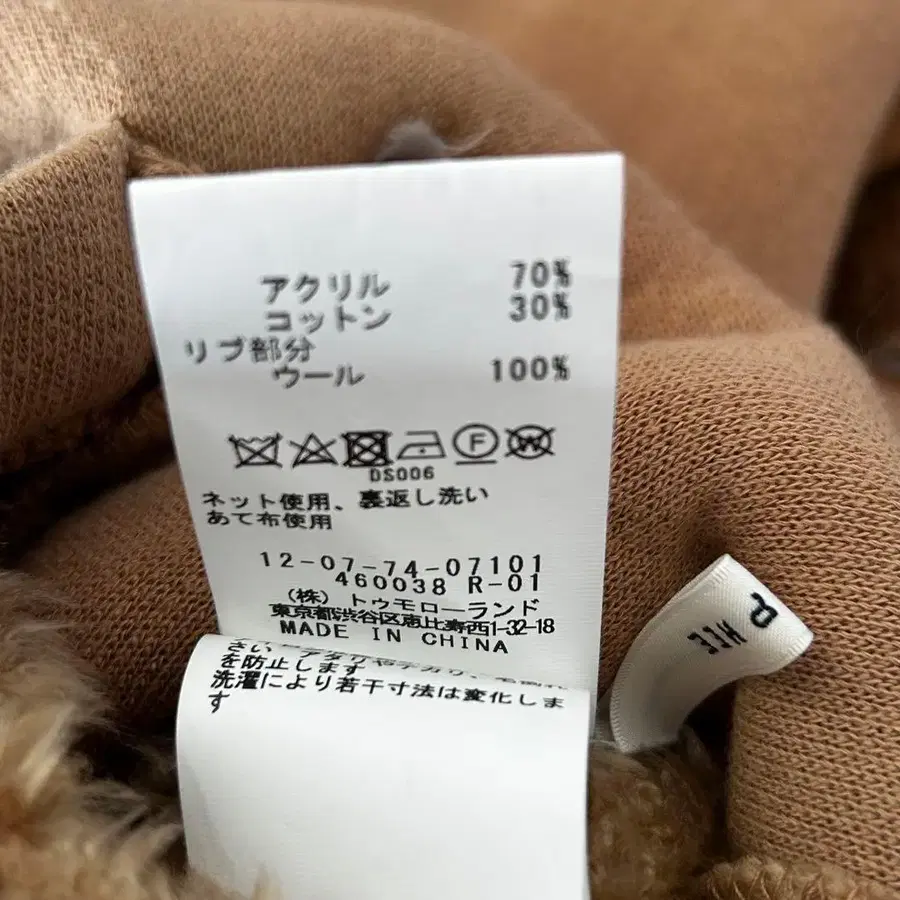 アクリル 70%
コットン 30%
リブ部分
ウール 100%
F W
DS006
ネット使用、裏返し洗い
あて布使用
12-07-74-07101
460038 R-01
(株) トゥモローランド
東京都渋谷区恵比寿西1-32-18
MADE IN CHINA
さい
を防止します
洗濯により若干寸法は変化しま
す